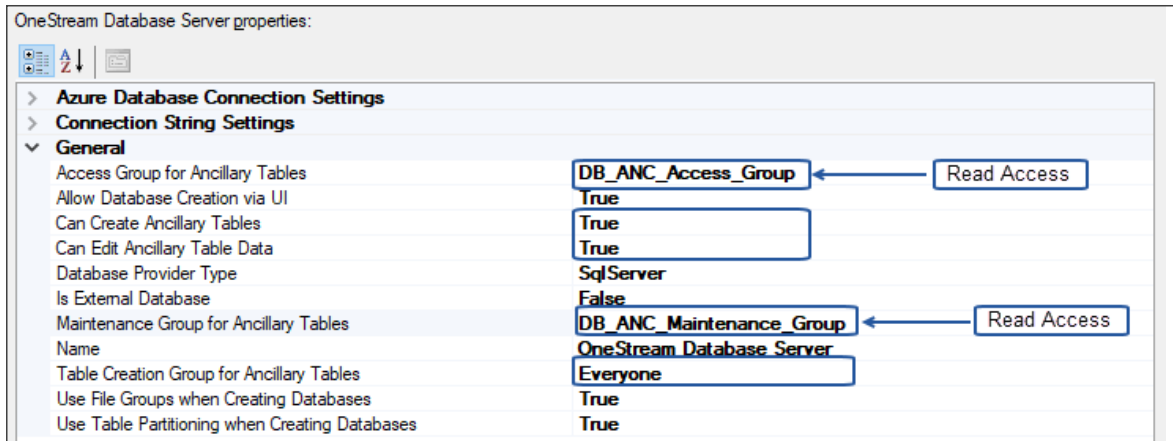 OneStream Database Server properties:
A Z
Azure Database Connection Settings
Connection String Settings
General
Access Group for Ancillary Tables DB_ANC_Access_Group Read Access
Allow Database Creation via UI True
Can Create Ancillary Tables True
Can Edit Ancillary Table Data True
Database Provider Type SqlServer
Is External Database False
Maintenance Group for Ancillary Tables DB_ANC_Maintenance_Group Read Access
Name OneStream Database Server
Table Creation Group for Ancillary Tables Everyone
Use File Groups when Creating Databases True
Use Table Partitioning when Creating Databases True